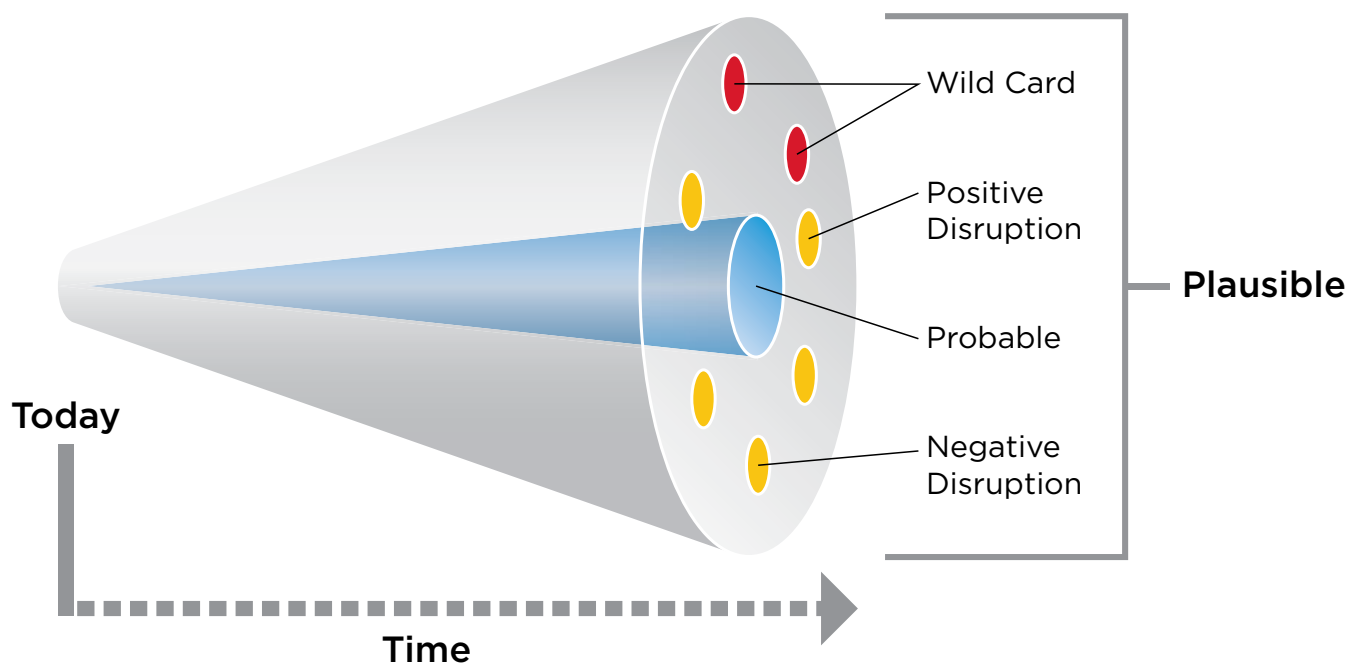 Wild Card
Positive
Disruption
Plausible
Probable
Today
Negative
Disruption
Time